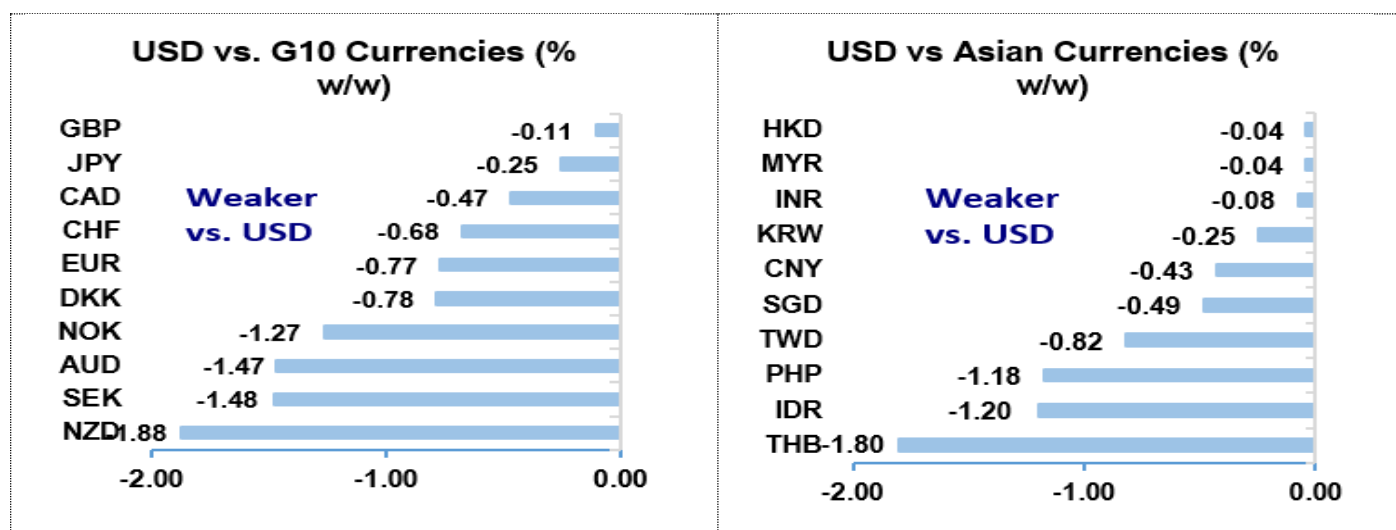 USD vs. G10 Currencies (%
w/w)
GBP -0.11
JPY -0.25
CAD -0.47
CHF -0.68
EUR -0.77
DKK -0.78
NOK -1.27
AUD -1.47
SEK -1.48
NZD -1.88
Weaker
vs. USD
-2.00 -1.00 0.00
USD vs Asian Currencies (%
w/w)
HKD -0.04
MYR -0.04
INR -0.08
KRW -0.25
CNY -0.43
SGD -0.49
TWD -0.82
PHP -1.18
IDR -1.20
THB -1.80
Weaker
vs. USD
-2.00 -1.00 0.00